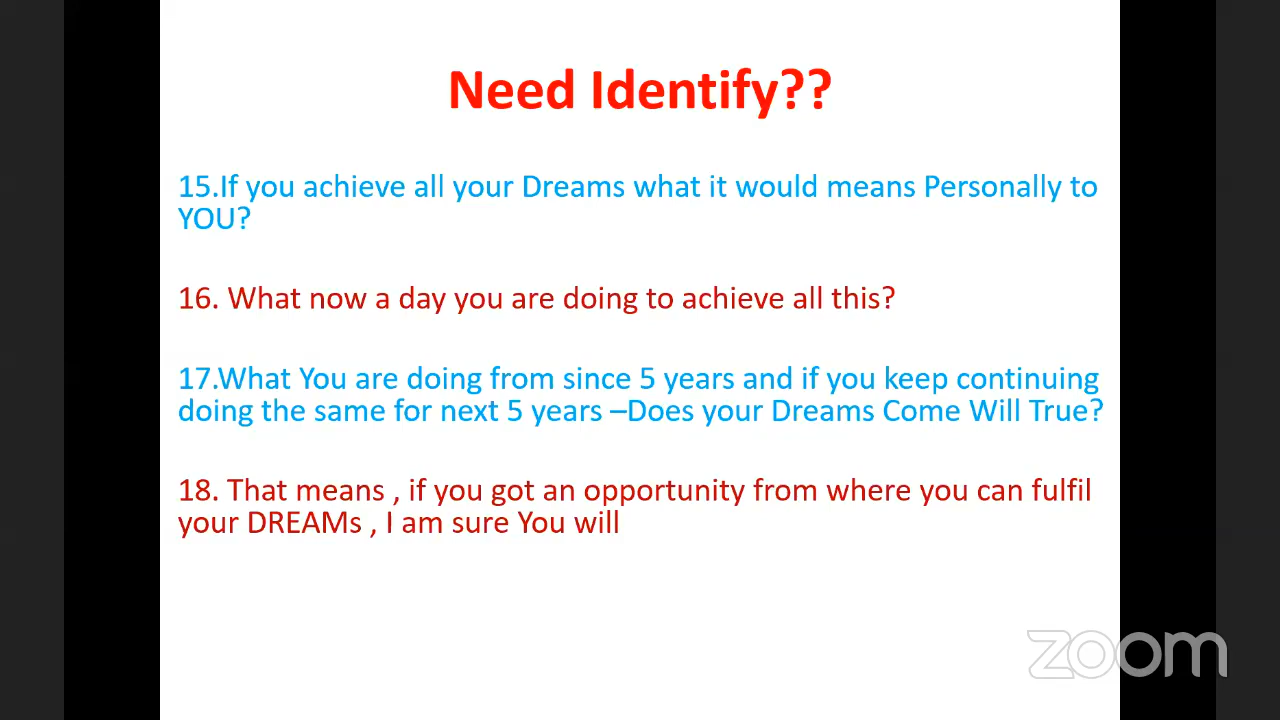 Need Identify??
15.If you achieve all your Dreams what it would means Personally to
YOU?
16. What now a day you are doing to achieve all this?
17.What You are doing from since 5 years and if you keep continuing
doing the same for next 5 years –Does your Dreams Come Will True?
18. That means , if you got an opportunity from where you can fulfil
your DREAMs , I am sure You will
zoom